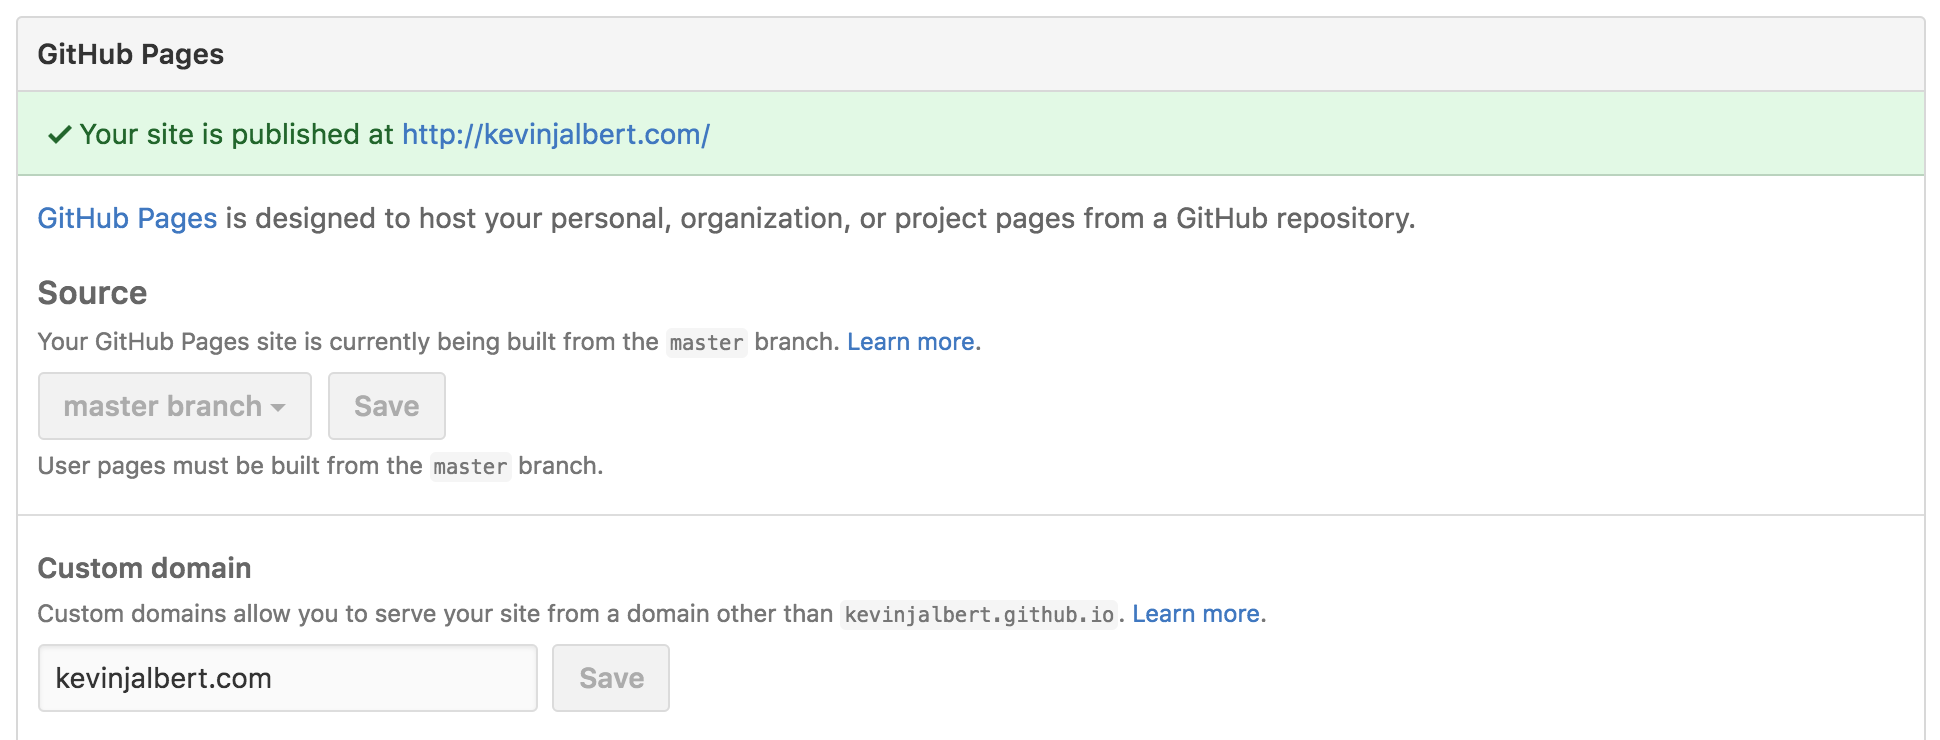 GitHub Pages
Your site is published at http://kevinjalbert.com/
GitHub Pages is designed to host your personal, organization, or project pages from a GitHub repository.
Source
Your GitHub Pages site is currently being built from the master branch. Learn more.
master branch Save
User pages must be built from the master branch.
Custom domain
Custom domains allow you to serve your site from a domain other than kevinjalbert.github.io. Learn more.
kevinjalbert.com Save